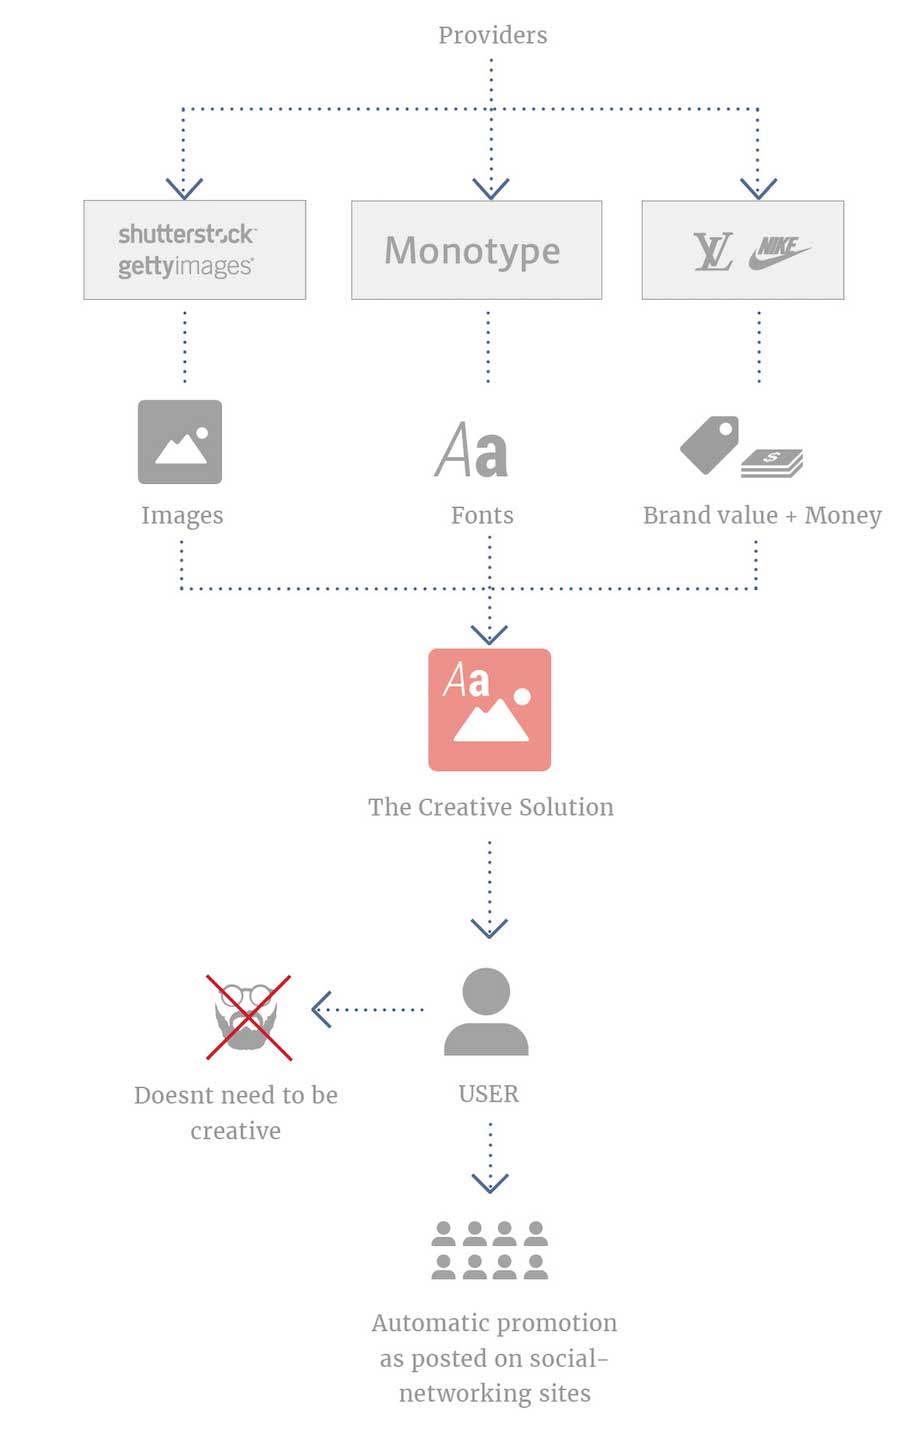 Providers
shutterstock™
gettyimages®
Monotype
LV
NIKE
Aa
$
Images
Fonts
Brand value + Money
Aa
The Creative Solution
Doesnt need to be
creative
USER
Automatic promotion
as posted on social-
networking sites